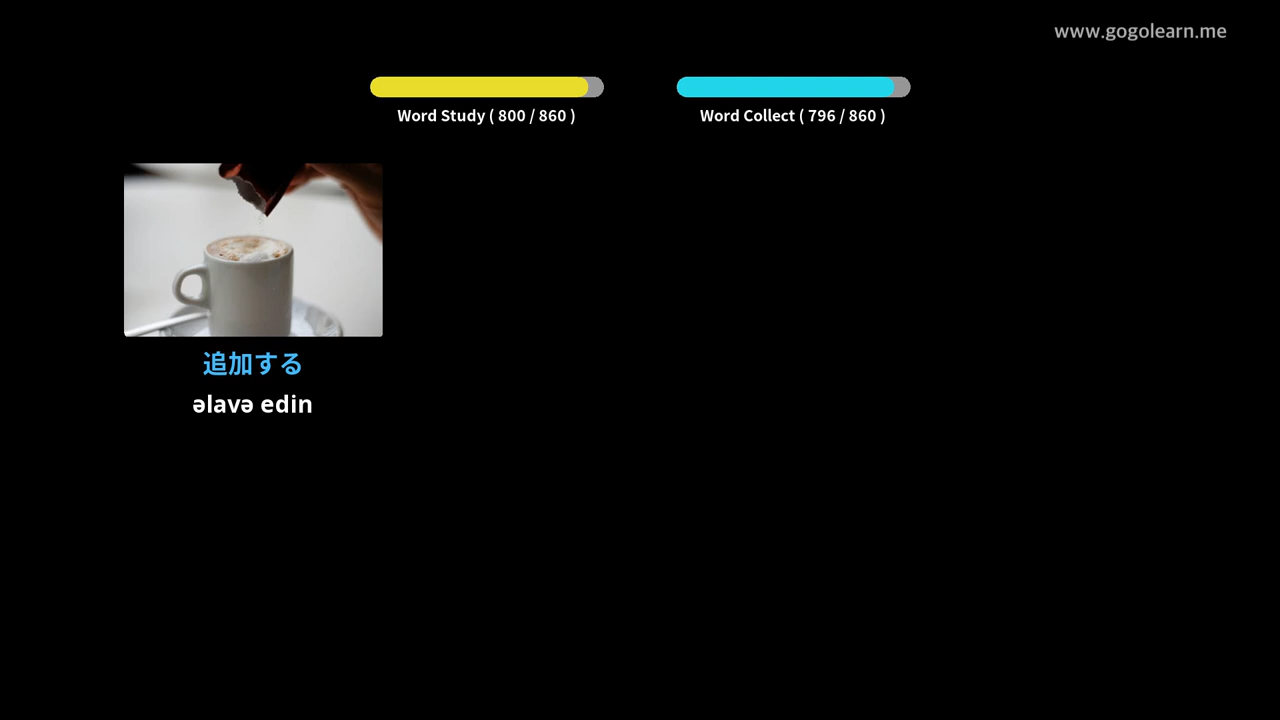 www.gogolearn.me
Word Study ( 800 / 860 )
Word Collect ( 796 / 860 )
追加する
əlavə edin